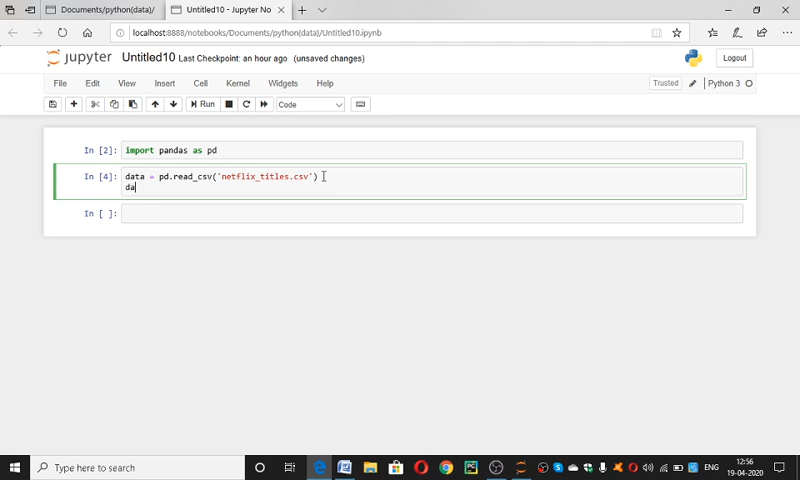 Documents/python(data)/
Untitled10 - Jupyter No
localhost:8888/notebooks/Documents/python(data)/Untitled10.ipynb
jupyter Untitled10 Last Checkpoint: an hour ago (unsaved changes)
Logout
File Edit View Insert Cell Kernel Widgets Help
Trusted
Python 3
Run
Code
In [2]: import pandas as pd
In [4]: data = pd.read_csv('netflix_titles.csv')
da
In [ ]:
Type here to search
ENG
12:56
19-04-2020